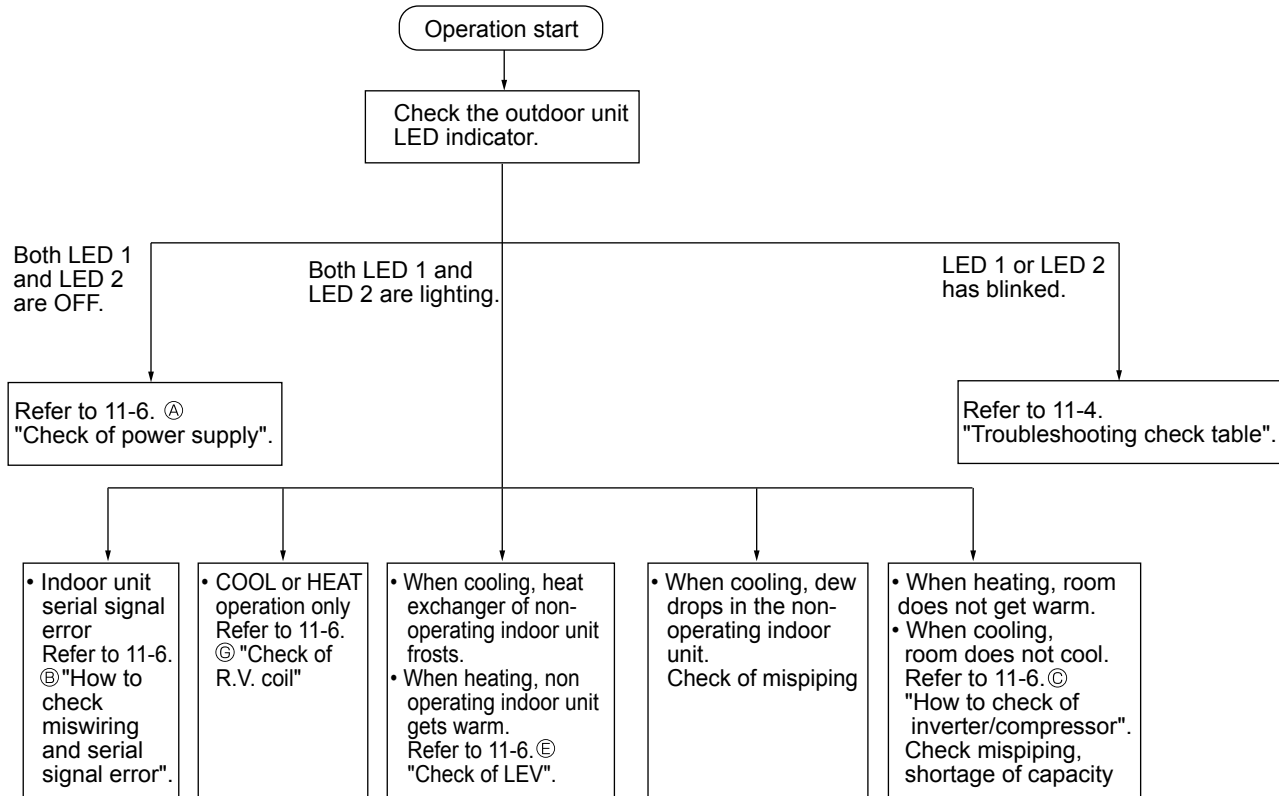 Operation start
Check the outdoor unit
LED indicator.
Both LED 1
and LED 2
are OFF.
Both LED 1 and
LED 2 are lighting.
LED 1 or LED 2
has blinked.
Refer to 11-6. Ⓐ
"Check of power supply".
Refer to 11-4.
"Troubleshooting check table".
• Indoor unit
serial signal
error
Refer to 11-6.
Ⓑ"How to
check
miswiring
and serial
signal error".
• COOL or HEAT
operation only
Refer to 11-6.
Ⓖ "Check of
R.V. coil"
• When cooling, heat
exchanger of non-
operating indoor unit
frosts.
• When heating, non
operating indoor unit
gets warm.
Refer to 11-6.Ⓔ
"Check of LEV".
• When cooling, dew
drops in the non-
operating indoor
unit.
Check of mispiping
• When heating, room
does not get warm.
• When cooling,
room does not cool.
Refer to 11-6.Ⓒ
"How to check of
inverter/compressor".
Check mispiping,
shortage of capacity